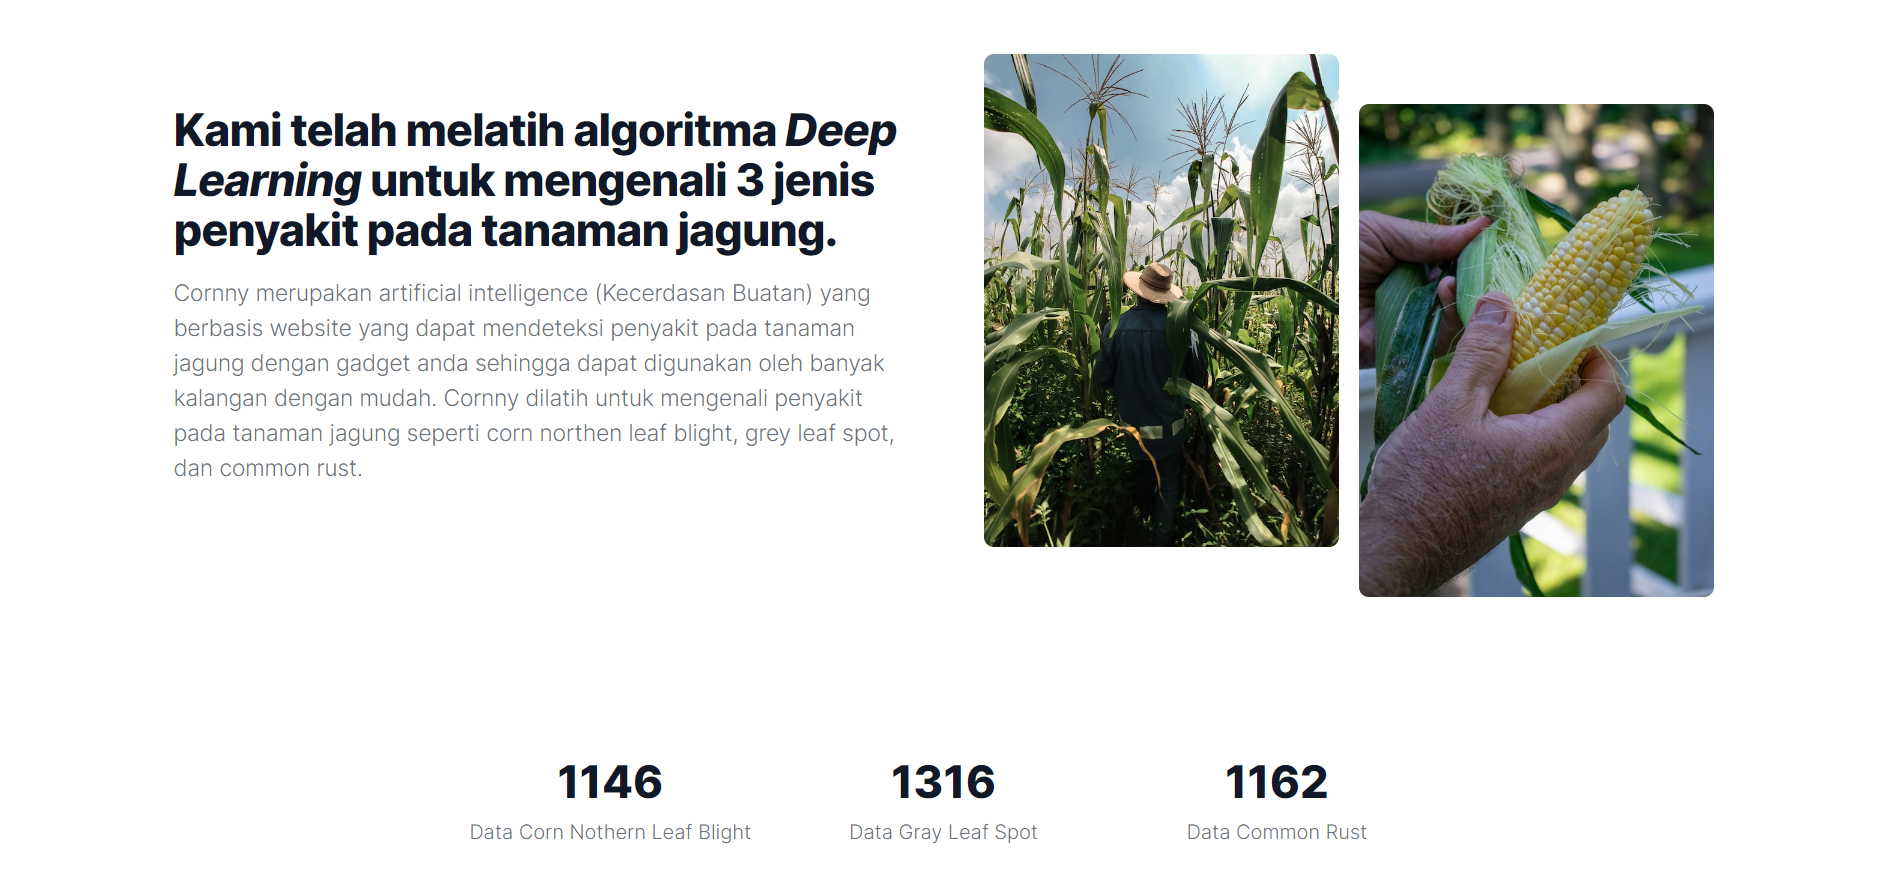 Kami telah melatih algoritma Deep
Learning untuk mengenali 3 jenis
penyakit pada tanaman jagung.
Cornny merupakan artificial intelligence (Kecerdasan Buatan) yang
berbasis website yang dapat mendeteksi penyakit pada tanaman
jagung dengan gadget anda sehingga dapat digunakan oleh banyak
kalangan dengan mudah. Cornny dilatih untuk mengenali penyakit
pada tanaman jagung seperti corn northen leaf blight, grey leaf spot,
dan common rust.
1146
Data Corn Nothern Leaf Blight
1316
Data Gray Leaf Spot
1162
Data Common Rust